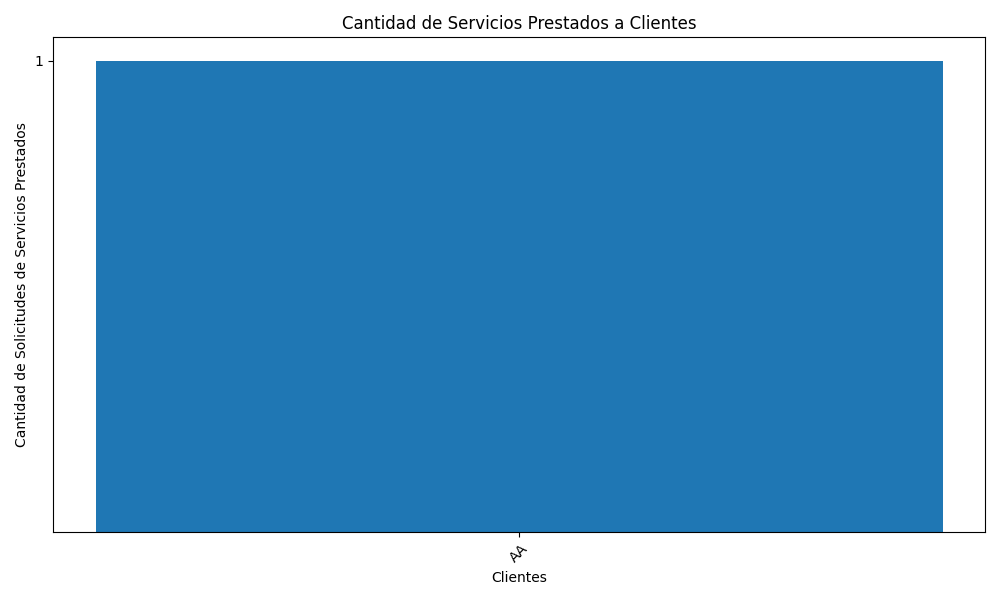 Cantidad de Servicios Prestados a Clientes
1
Cantidad de Solicitudes de Servicios Prestados
AA
Clientes